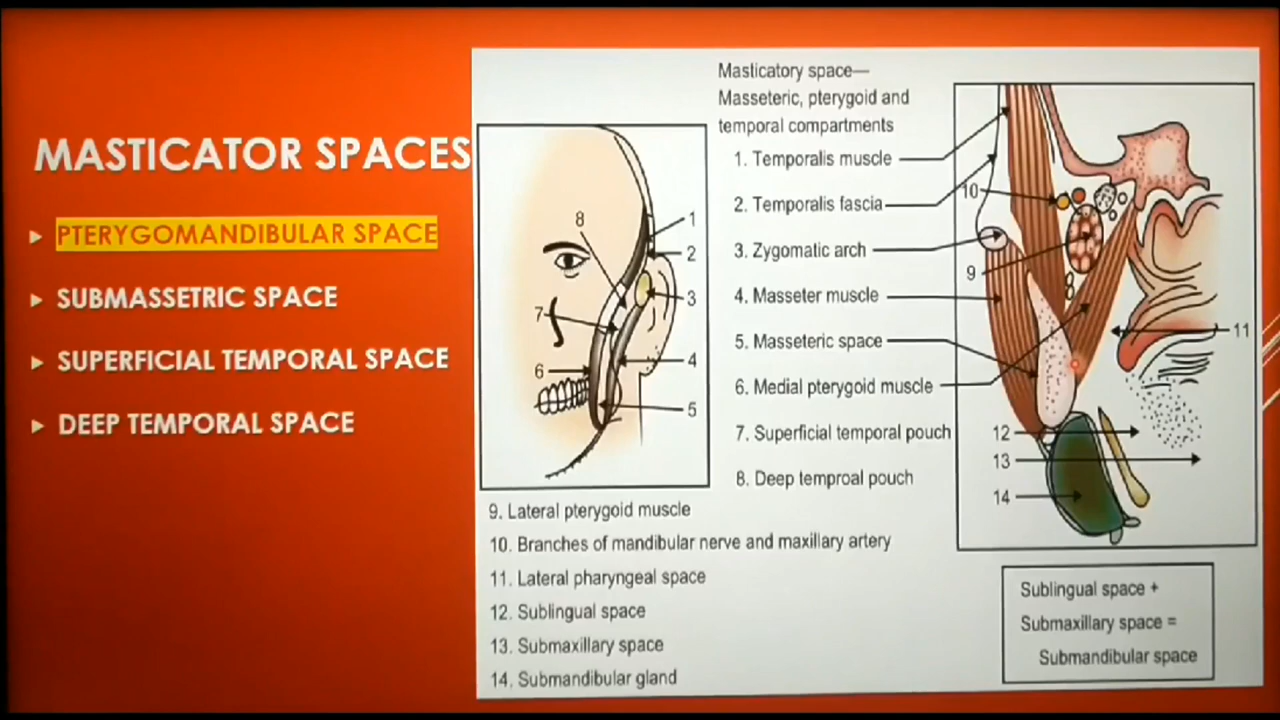 MASTICATOR SPACES
PTERYGOMANDIBULAR SPACE
SUBMASSETRIC SPACE
SUPERFICIAL TEMPORAL SPACE
DEEP TEMPORAL SPACE
8
1
2
3
7
4
6
5
Masticatory space—
Masseteric, pterygoid and
temporal compartments
1. Temporalis muscle
2. Temporalis fascia
3. Zygomatic arch
4. Masseter muscle
5. Masseteric space
6. Medial pterygoid muscle
7. Superficial temporal pouch
8. Deep temproal pouch
9. Lateral pterygoid muscle
10. Branches of mandibular nerve and maxillary artery
11. Lateral pharyngeal space
12. Sublingual space
13. Submaxillary space
14. Submandibular gland
10
9
11
12
13
14
Sublingual space +
Submaxillary space =
Submandibular space